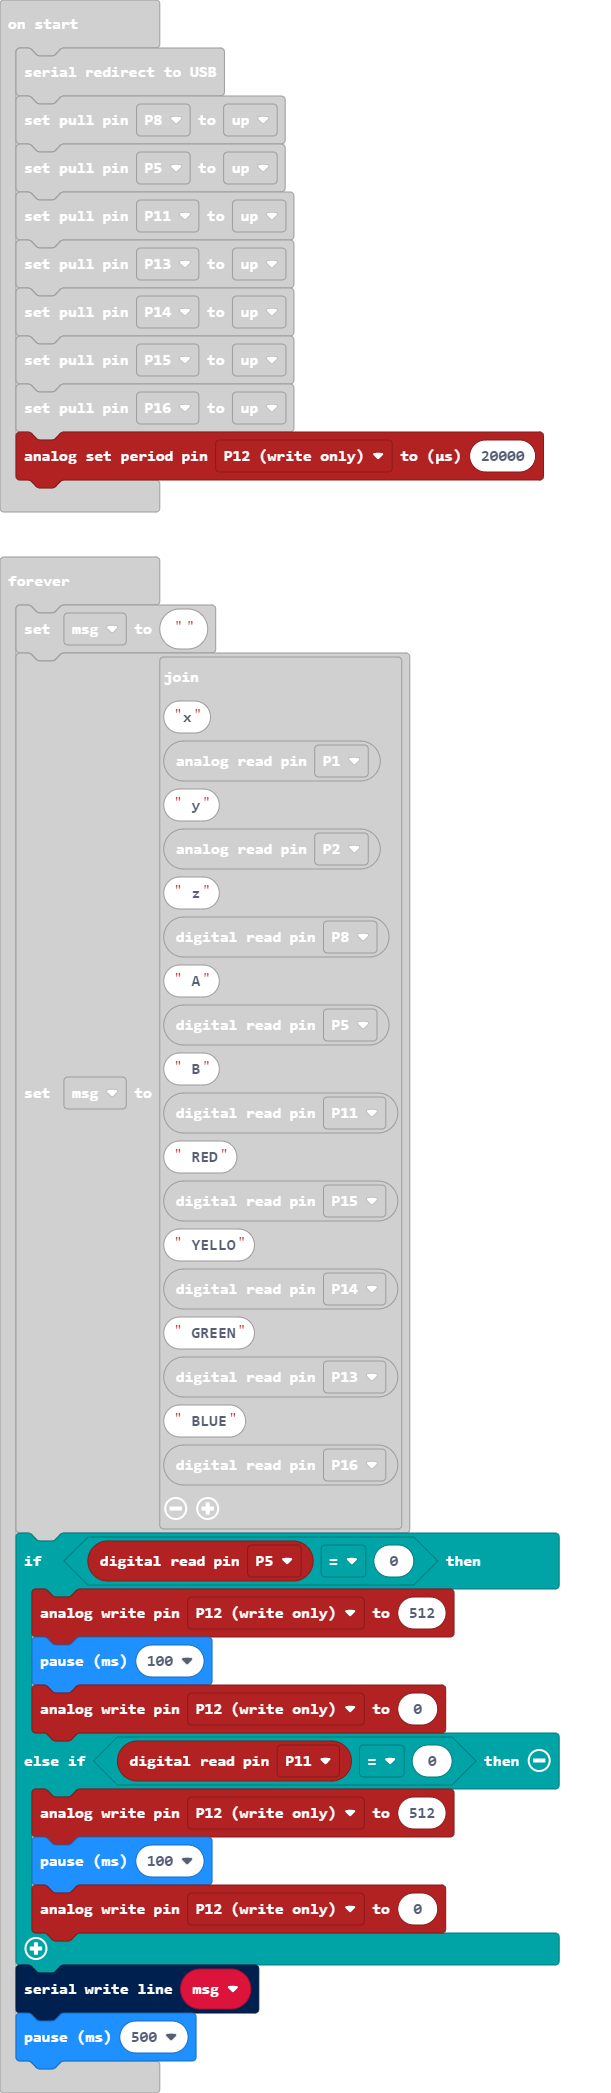 on start
serial redirect to USB
set pull pin P8 to up
set pull pin P5 to up
set pull pin P11 to up
set pull pin P13 to up
set pull pin P14 to up
set pull pin P15 to up
set pull pin P16 to up
analog set period pin P12 (write only) to (µs) 20000
forever
set msg to " "
join
"x"
analog read pin P1
" y"
analog read pin P2
" z"
digital read pin P8
" A"
digital read pin P5
" B"
set msg to
digital read pin P11
" RED"
digital read pin P15
" YELLO"
digital read pin P14
" GREEN"
digital read pin P13
" BLUE"
digital read pin P16
if digital read pin P5 = 0 then
analog write pin P12 (write only) to 512
pause (ms) 100
analog write pin P12 (write only) to 0
else if digital read pin P11 = 0 then
analog write pin P12 (write only) to 512
pause (ms) 100
analog write pin P12 (write only) to 0
serial write line msg
pause (ms) 500